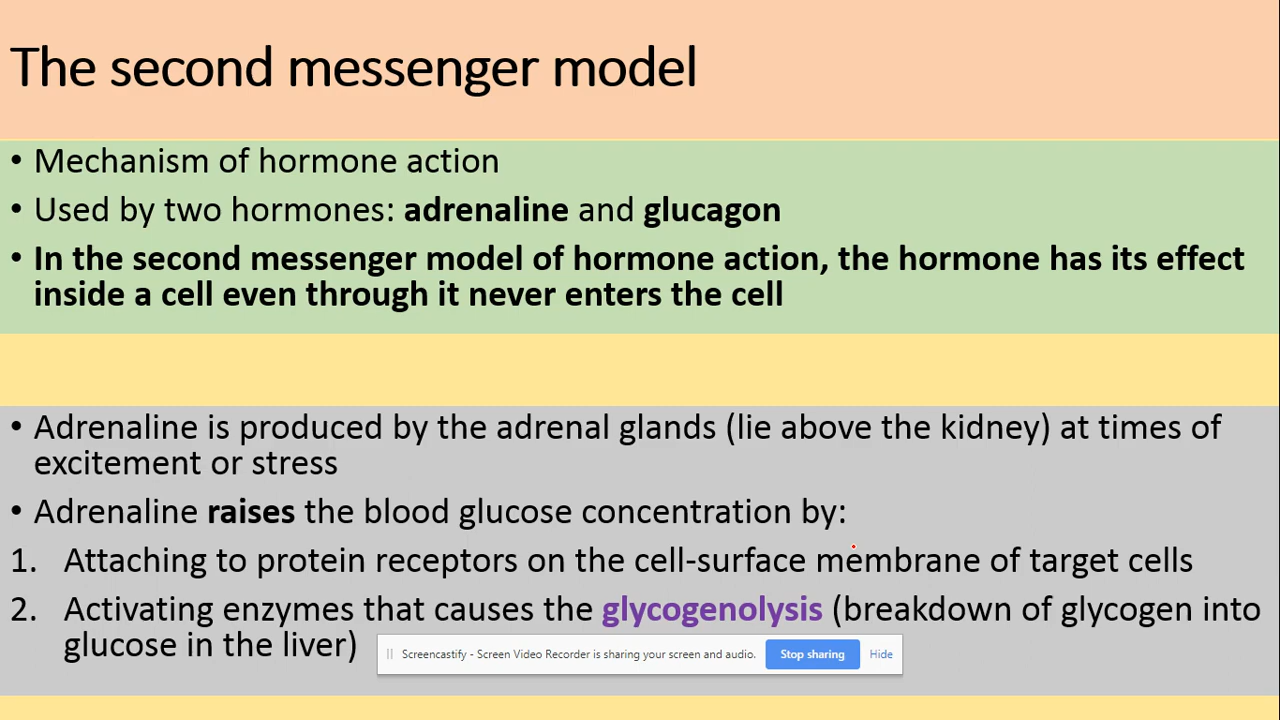 The second messenger model
• Mechanism of hormone action
• Used by two hormones: adrenaline and glucagon
• In the second messenger model of hormone action, the hormone has its effect
inside a cell even through it never enters the cell
• Adrenaline is produced by the adrenal glands (lie above the kidney) at times of
excitement or stress
• Adrenaline raises the blood glucose concentration by:
1. Attaching to protein receptors on the cell-surface membrane of target cells
2. Activating enzymes that causes the glycogenolysis (breakdown of glycogen into
glucose in the liver)
Screencastify - Screen Video Recorder is sharing your screen and audio. Stop sharing Hide